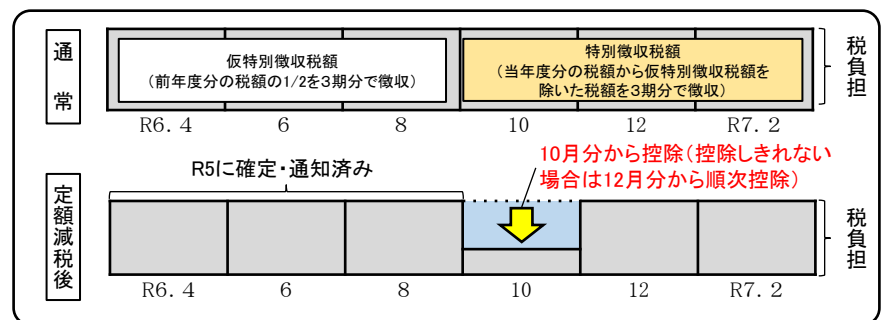 通常
仮特別徴収税額
(前年度分の税額の1/2を3期分で徴収)
特別徴収税額
(当年度分の税額から仮特別徴収税額を
除いた税額を3期分で徴収)
税負担
R6.4 6 8 10 12 R7.2
R5に確定・通知済み
10月分から控除(控除しきれない
場合は12月分から順次控除)
定額減税後
税負担
R6.4 6 8 10 12 R7.2